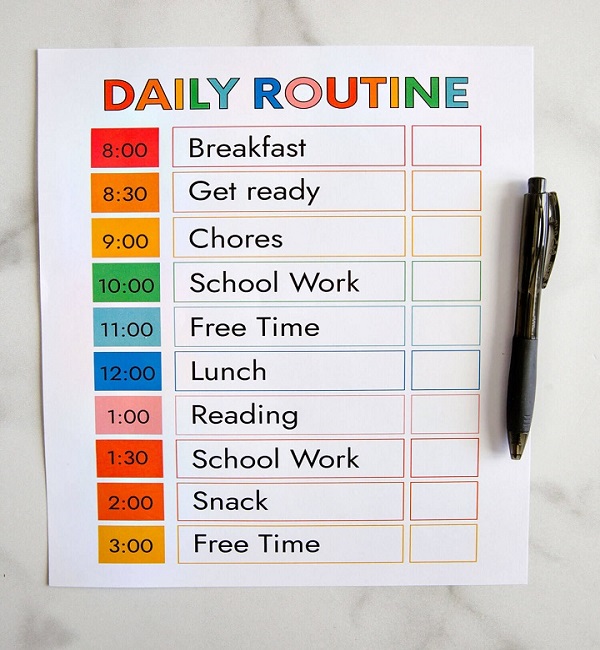 DAILY ROUTINE
8:00 Breakfast
8:30 Get ready
9:00 Chores
10:00 School Work
11:00 Free Time
12:00 Lunch
1:00 Reading
1:30 School Work
2:00 Snack
3:00 Free Time